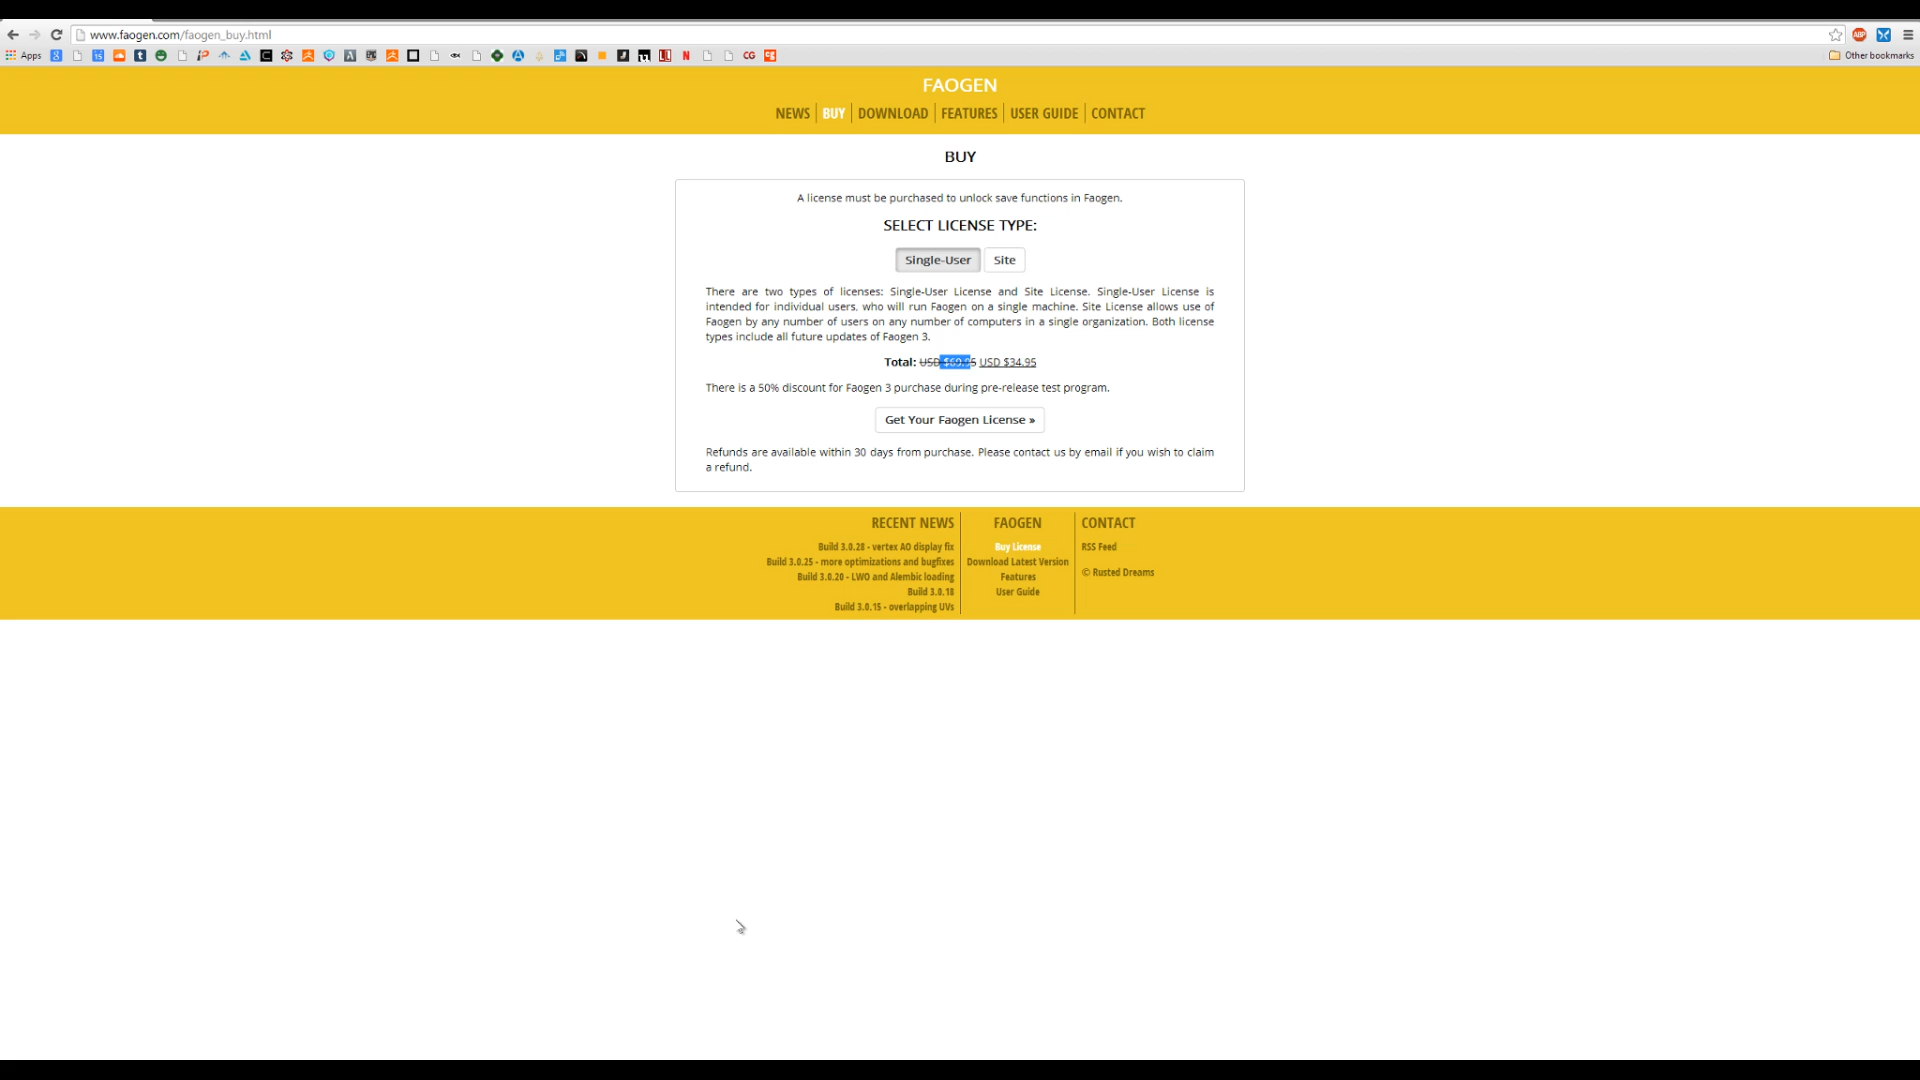 www.faogen.com/faogen_buy.html
Apps
Other bookmarks
FAOGEN
NEWS BUY DOWNLOAD FEATURES USER GUIDE CONTACT
BUY
A license must be purchased to unlock save functions in Faogen.
SELECT LICENSE TYPE:
Single-User Site
There are two types of licenses: Single-User License and Site License. Single-User License is
intended for individual users, who will run Faogen on a single machine. Site License allows use of
Faogen by any number of users on any number of computers in a single organization. Both license
types include all future updates of Faogen 3.
Total: USD $69.95 USD $34.95
There is a 50% discount for Faogen 3 purchase during pre-release test program.
Get Your Faogen License »
Refunds are available within 30 days from purchase. Please contact us by email if you wish to claim
a refund.
RECENT NEWS
Build 3.0.28 - vertex AO display fix
Build 3.0.25 - more optimizations and bugfixes
Build 3.0.20 - LWO and Alembic loading
Build 3.0.18
Build 3.0.15 - overlapping UVs
FAOGEN
Buy License
Download Latest Version
Features
User Guide
CONTACT
RSS Feed
© Rusted Dreams